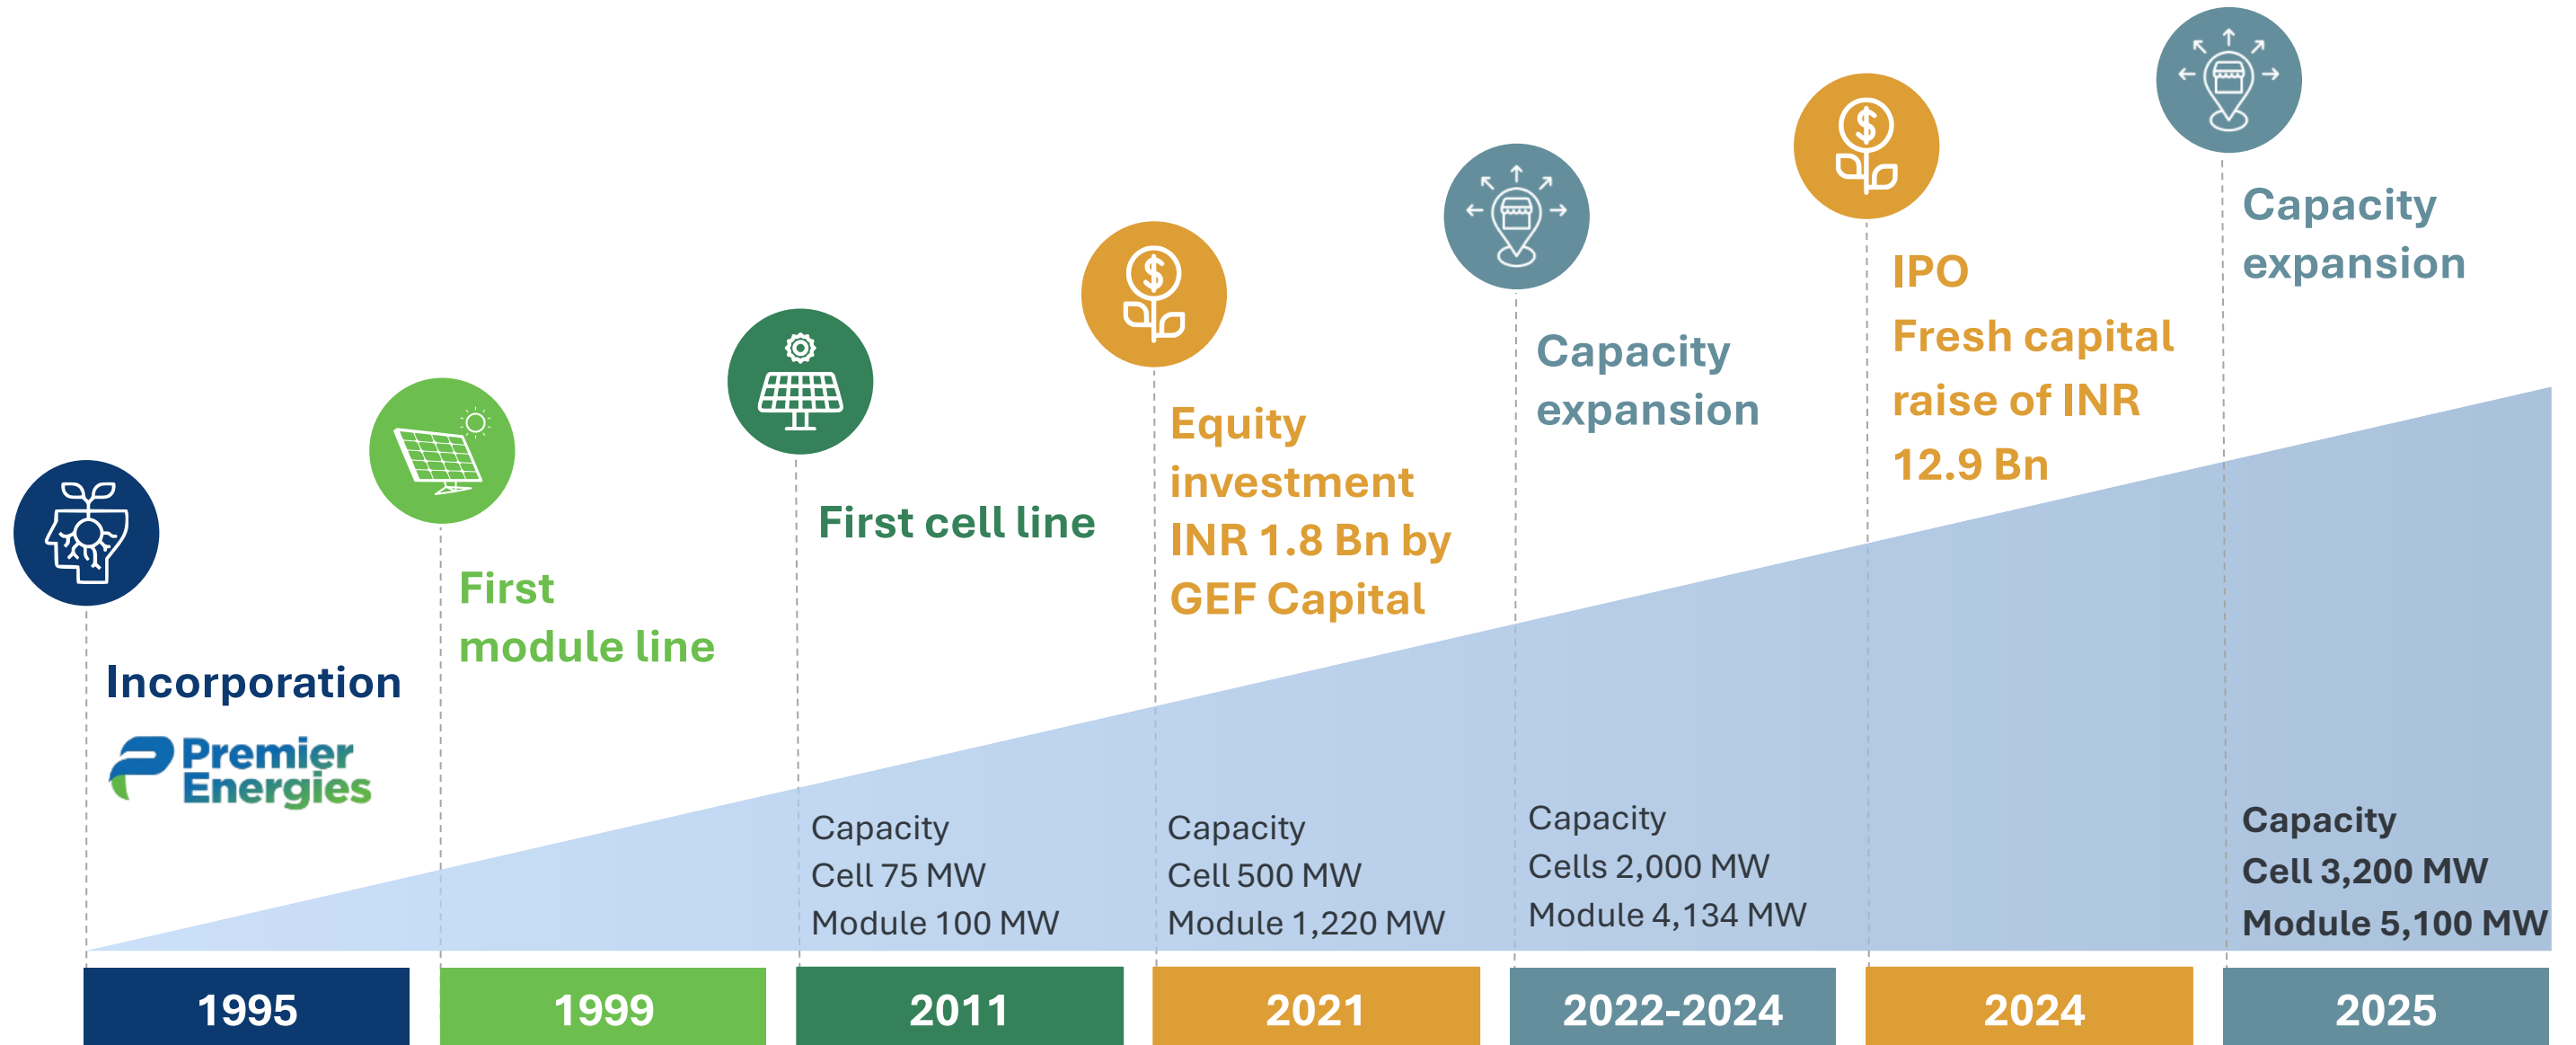 Incorporation
Premier
Energies
1995
First
module line
1999
First cell line
Capacity
Cell 75 MW
Module 100 MW
2011
Equity
investment
INR 1.8 Bn by
GEF Capital
Capacity
Cell 500 MW
Module 1,220 MW
2021
Capacity
expansion
Capacity
Cells 2,000 MW
Module 4,134 MW
2022-2024
IPO
Fresh capital
raise of INR
12.9 Bn
2024
Capacity
expansion
Capacity
Cell 3,200 MW
Module 5,100 MW
2025